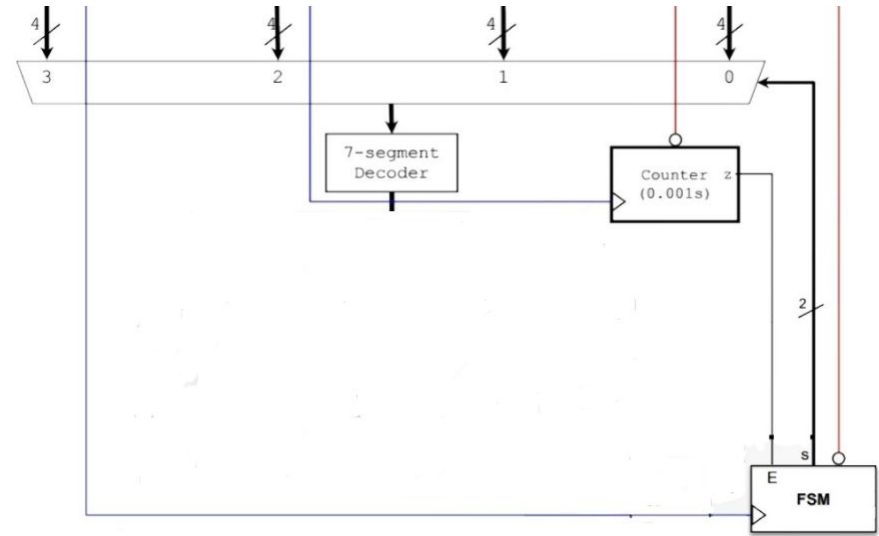 4
4
4
4
3
2
1
0
7-segment
Decoder
Counter z
(0.001s)
2
s
E
FSM